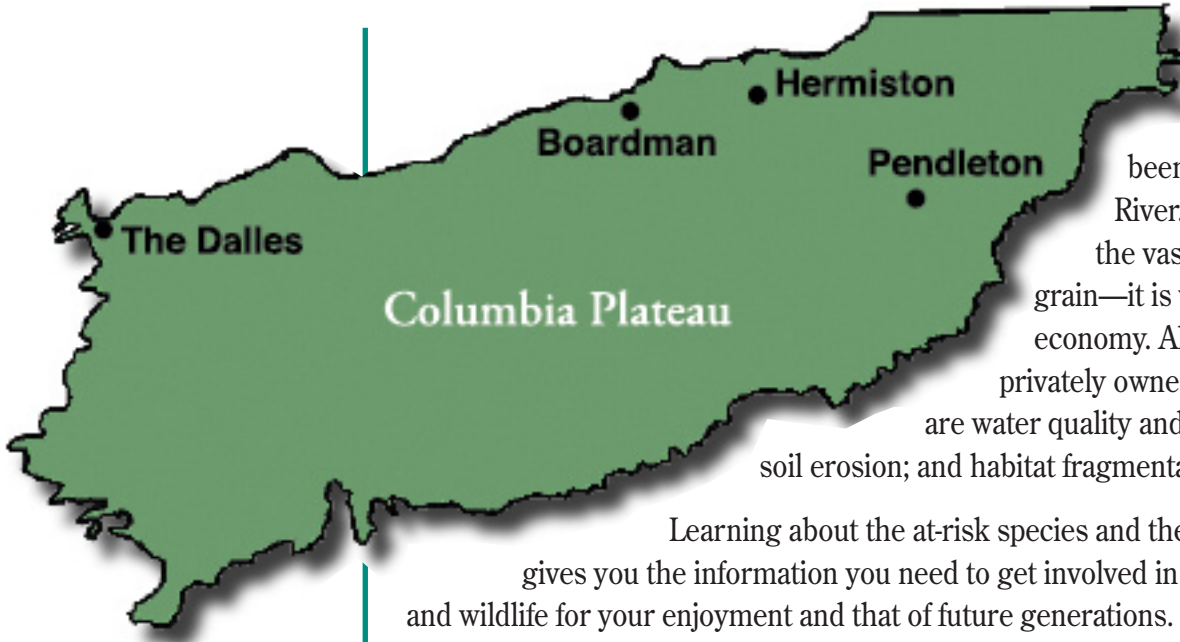 Hermiston
Boardman
Pendleton
The Dalles
Columbia Plateau
been
River.
the vas
grain—it is
economy. A
privately owne
are water quality and
soil erosion; and habitat fragmenta
Learning about the at-risk species and the
gives you the information you need to get involved in
and wildlife for your enjoyment and that of future generations.